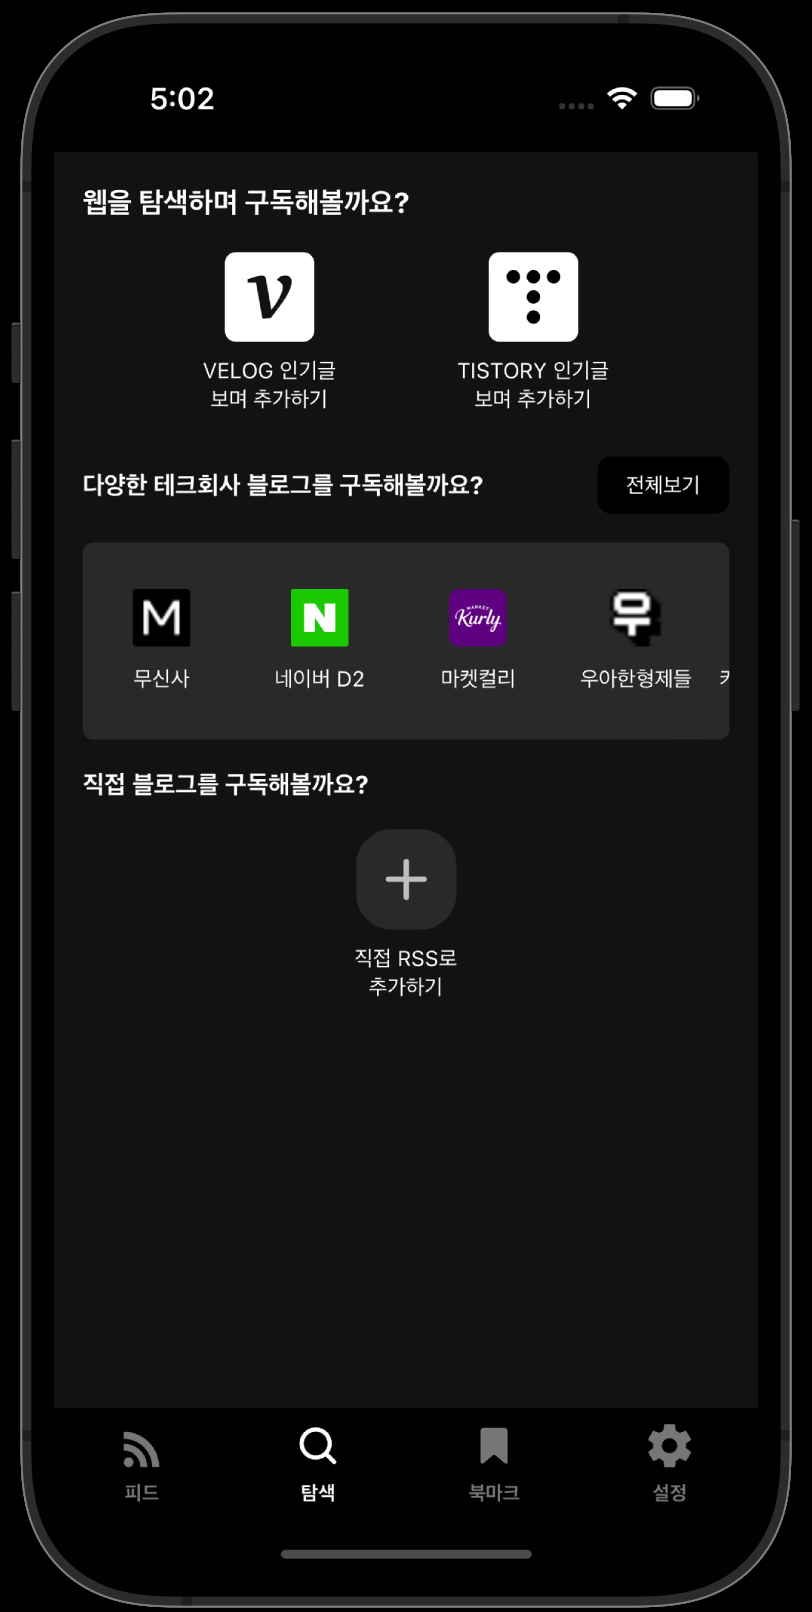 5:02
웹을 탐색하며 구독해볼까요?
v
VELOG 인기글
보며 추가하기
TISTORY 인기글
보며 추가하기
다양한 테크회사 블로그를 구독해볼까요?
전체보기
M
N
MARKET
Kurly
우
무신사
네이버 D2
마켓컬리
우아한형제들
직접 블로그를 구독해볼까요?
직접 RSS로
추가하기
피드
탐색
북마크
설정